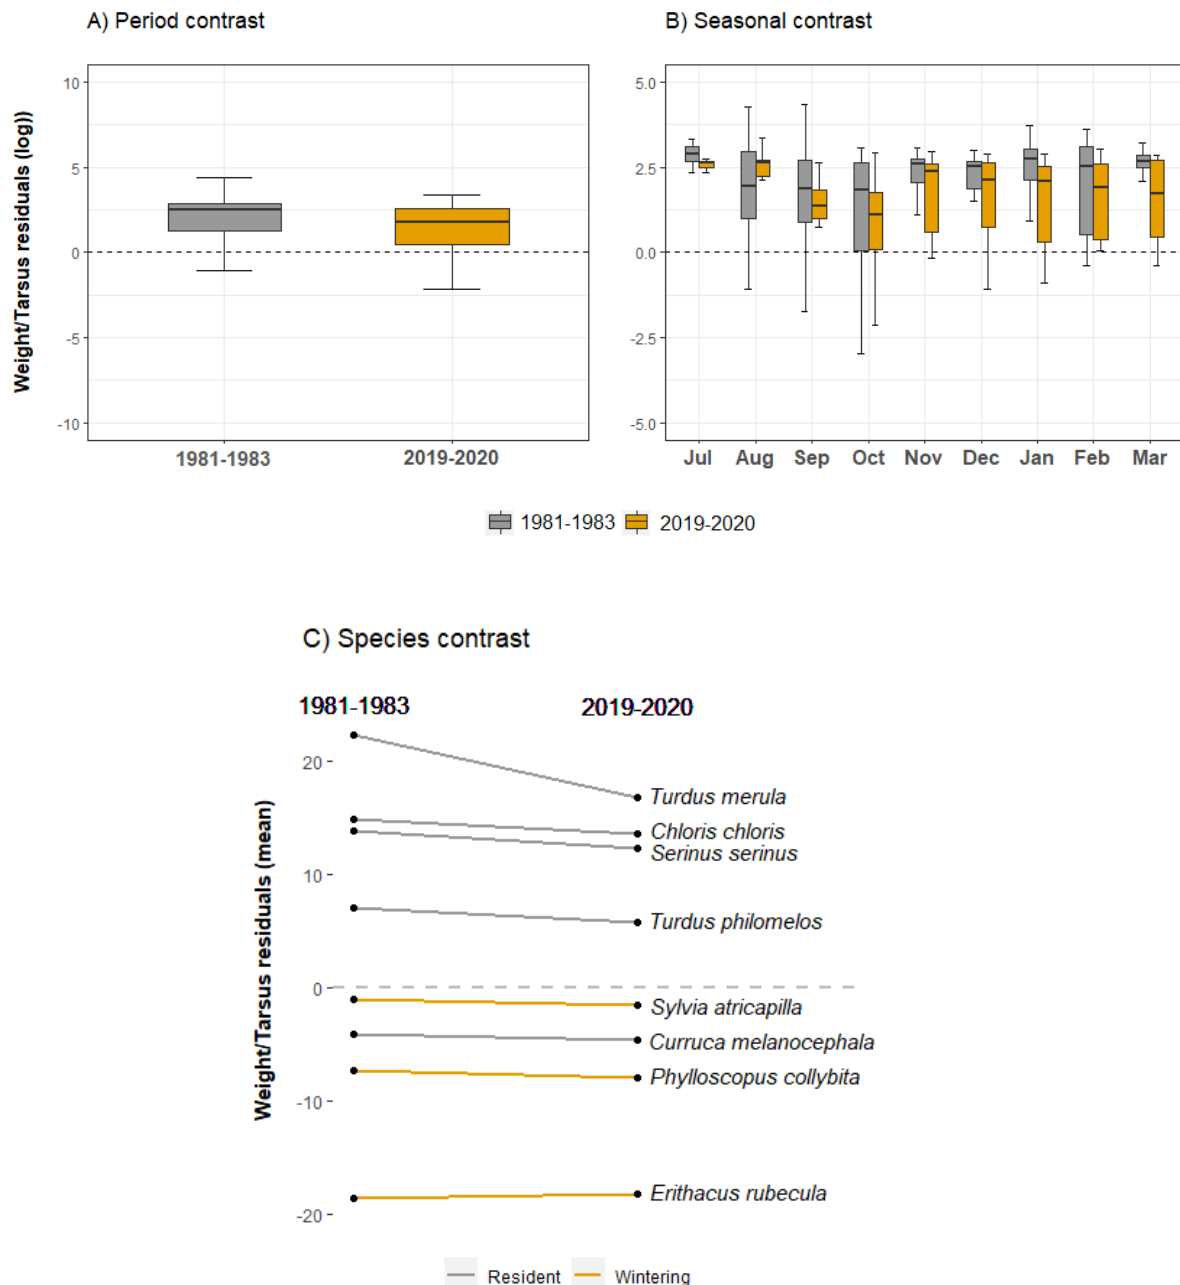 A) Period contrast
B) Seasonal contrast
Weight/Tarsus residuals (log))
10
5
0
-5
-10
1981-1983
2019-2020
5.0
2.5
0.0
-2.5
-5.0
Jul Aug Sep Oct Nov Dec Jan Feb Mar
1981-1983 2019-2020
C) Species contrast
1981-1983
2019-2020
Weight/Tarsus residuals (mean)
20
10
0
-10
-20
Turdus merula
Chloris chloris
Serinus serinus
Turdus philomelos
Sylvia atricapilla
Curruca melanocephala
Phylloscopus collybita
Erithacus rubecula
Resident Wintering